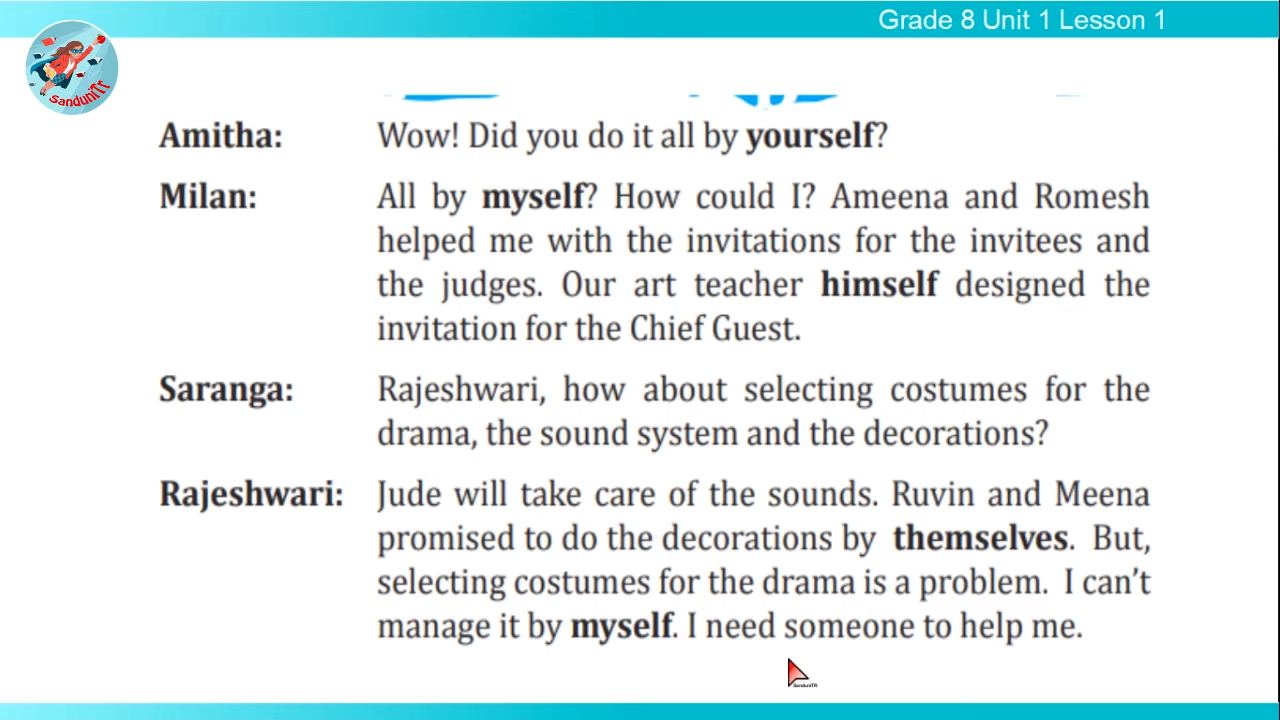 Grade 8 Unit 1 Lesson 1
SanduniTR
Amitha: Wow! Did you do it all by yourself?
Milan: All by myself? How could I? Ameena and Romesh
helped me with the invitations for the invitees and
the judges. Our art teacher himself designed the
invitation for the Chief Guest.
Saranga: Rajeshwari, how about selecting costumes for the
drama, the sound system and the decorations?
Rajeshwari: Jude will take care of the sounds. Ruvin and Meena
promised to do the decorations by themselves. But,
selecting costumes for the drama is a problem. I can't
manage it by myself. I need someone to help me.
SanduniTR